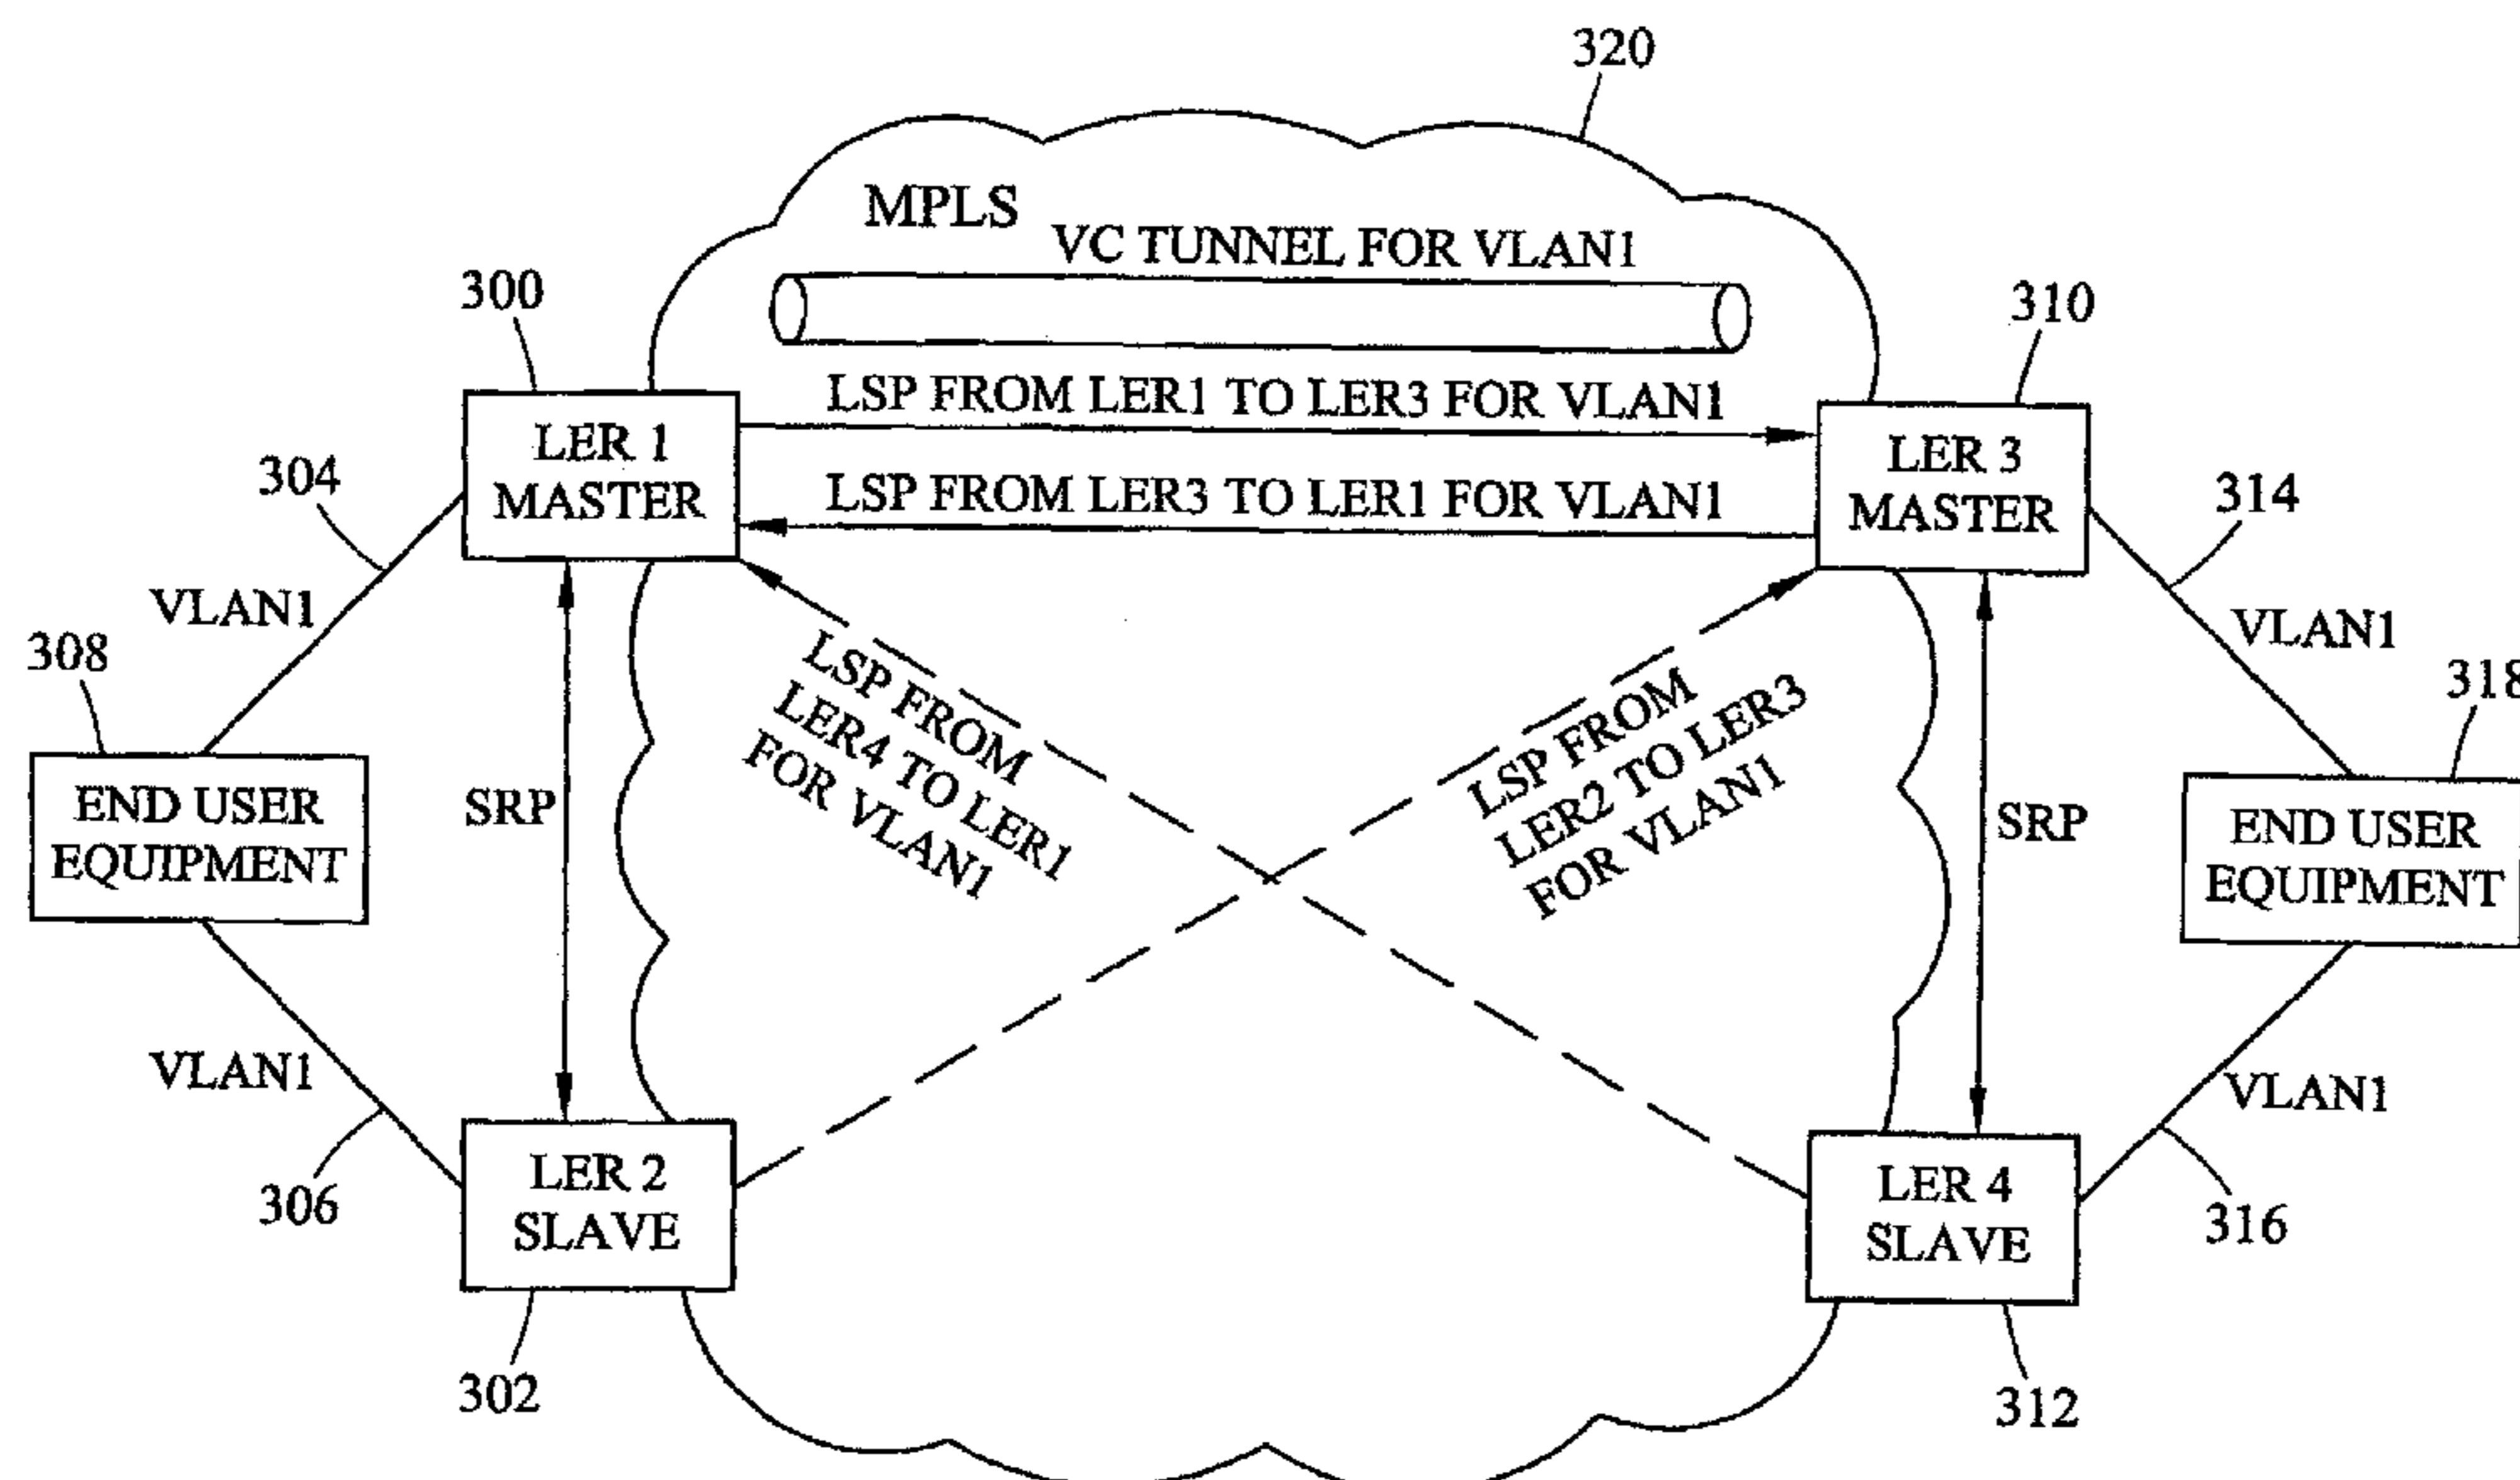 320
MPLS
VC TUNNEL FOR VLAN1
300
310
LSP FROM LER1 TO LER3 FOR VLAN1
LER 1
MASTER
LER 3
MASTER
304
314
LSP FROM LER3 TO LER1 FOR VLAN1
VLAN1
VLAN1
308
318
LSP FROM
LER4 TO LER1
FOR VLAN1
LSP FROM
LER2 TO LER3
FOR VLAN1
END USER
EQUIPMENT
SRP
SRP
END USER
EQUIPMENT
VLAN1
VLAN1
306
316
LER 2
SLAVE
LER 4
SLAVE
302
312